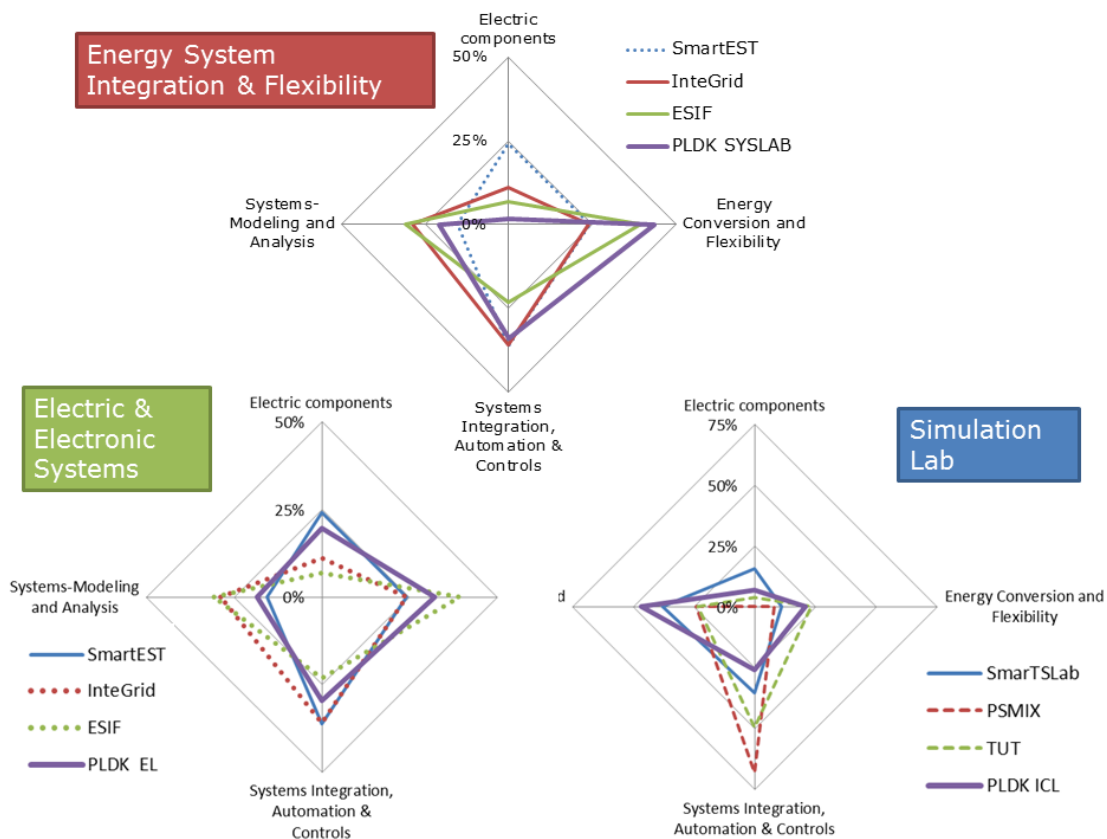 Energy System
Integration & Flexibility
Electric
components
50%
25%
0%
SmartEST
InteGrid
ESIF
PLDK SYSLAB
Systems-
Modeling and
Analysis
Energy
Conversion and
Flexibility
Systems
Integration,
Automation &
Controls
Electric &
Electronic
Systems
Electric components
50%
25%
0%
Systems-Modeling
and Analysis
SmartEST
InteGrid
ESIF
PLDK EL
Systems Integration,
Automation &
Controls
Simulation
Lab
Electric components
75%
50%
25%
0%
d
Energy Conversion and
Flexibility
SmarTSLab
PSMIX
TUT
PLDK ICL
Systems Integration,
Automation & Controls